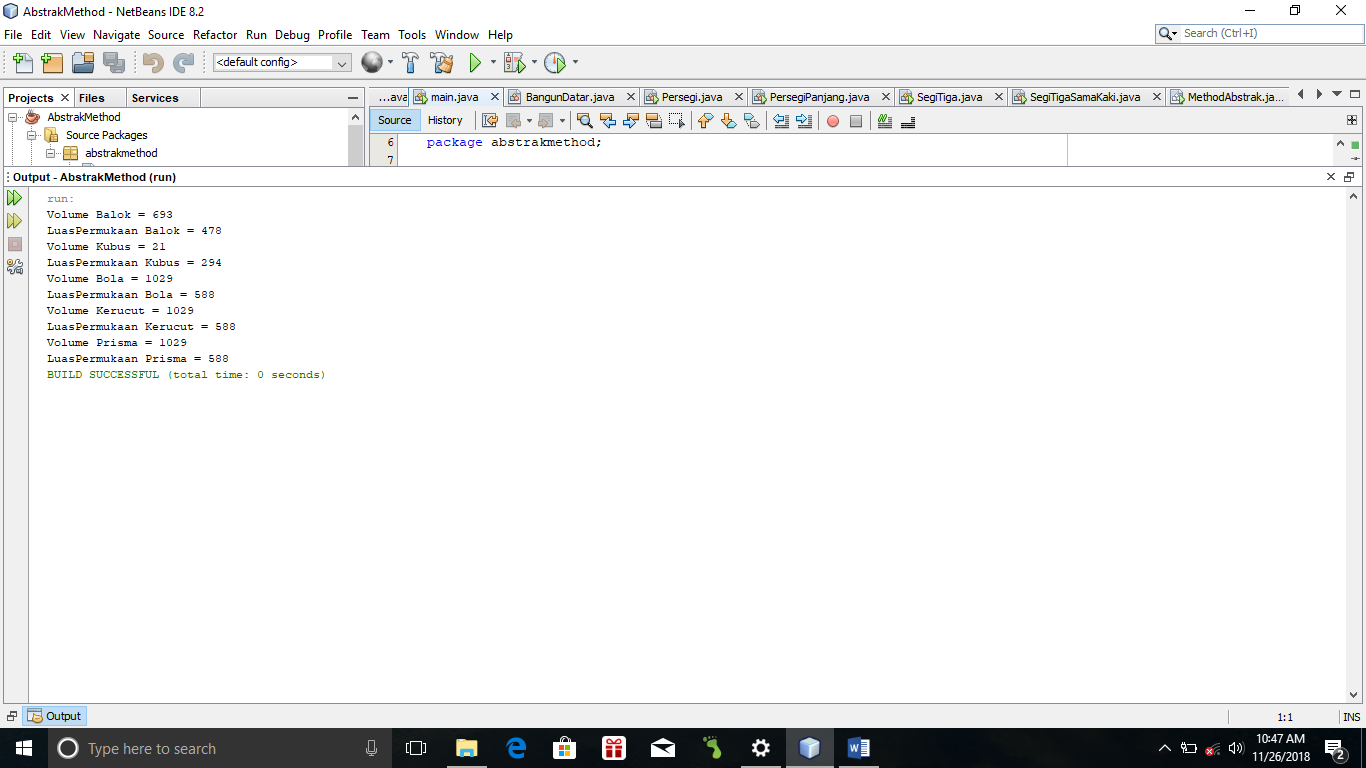 AbstrakMethod - NetBeans IDE 8.2
File Edit View Navigate Source Refactor Run Debug Profile Team Tools Window Help
Search (Ctrl+I)
<default config>
Projects Files Services
...ava main.java BangunDatar.java Persegi.java PersegiPanjang.java SegiTiga.java SegiTigaSamaKaki.java MethodAbstrak.ja...
AbstrakMethod
Source Packages
abstrakmethod
Source History
6 package abstrakmethod;
7
Output - AbstrakMethod (run)
run:
Volume Balok = 693
LuasPermukaan Balok = 478
Volume Kubus = 21
LuasPermukaan Kubus = 294
Volume Bola = 1029
LuasPermukaan Bola = 588
Volume Kerucut = 1029
LuasPermukaan Kerucut = 588
Volume Prisma = 1029
LuasPermukaan Prisma = 588
BUILD SUCCESSFUL (total time: 0 seconds)
Output
1:1 INS
Type here to search
10:47 AM
11/26/2018
2